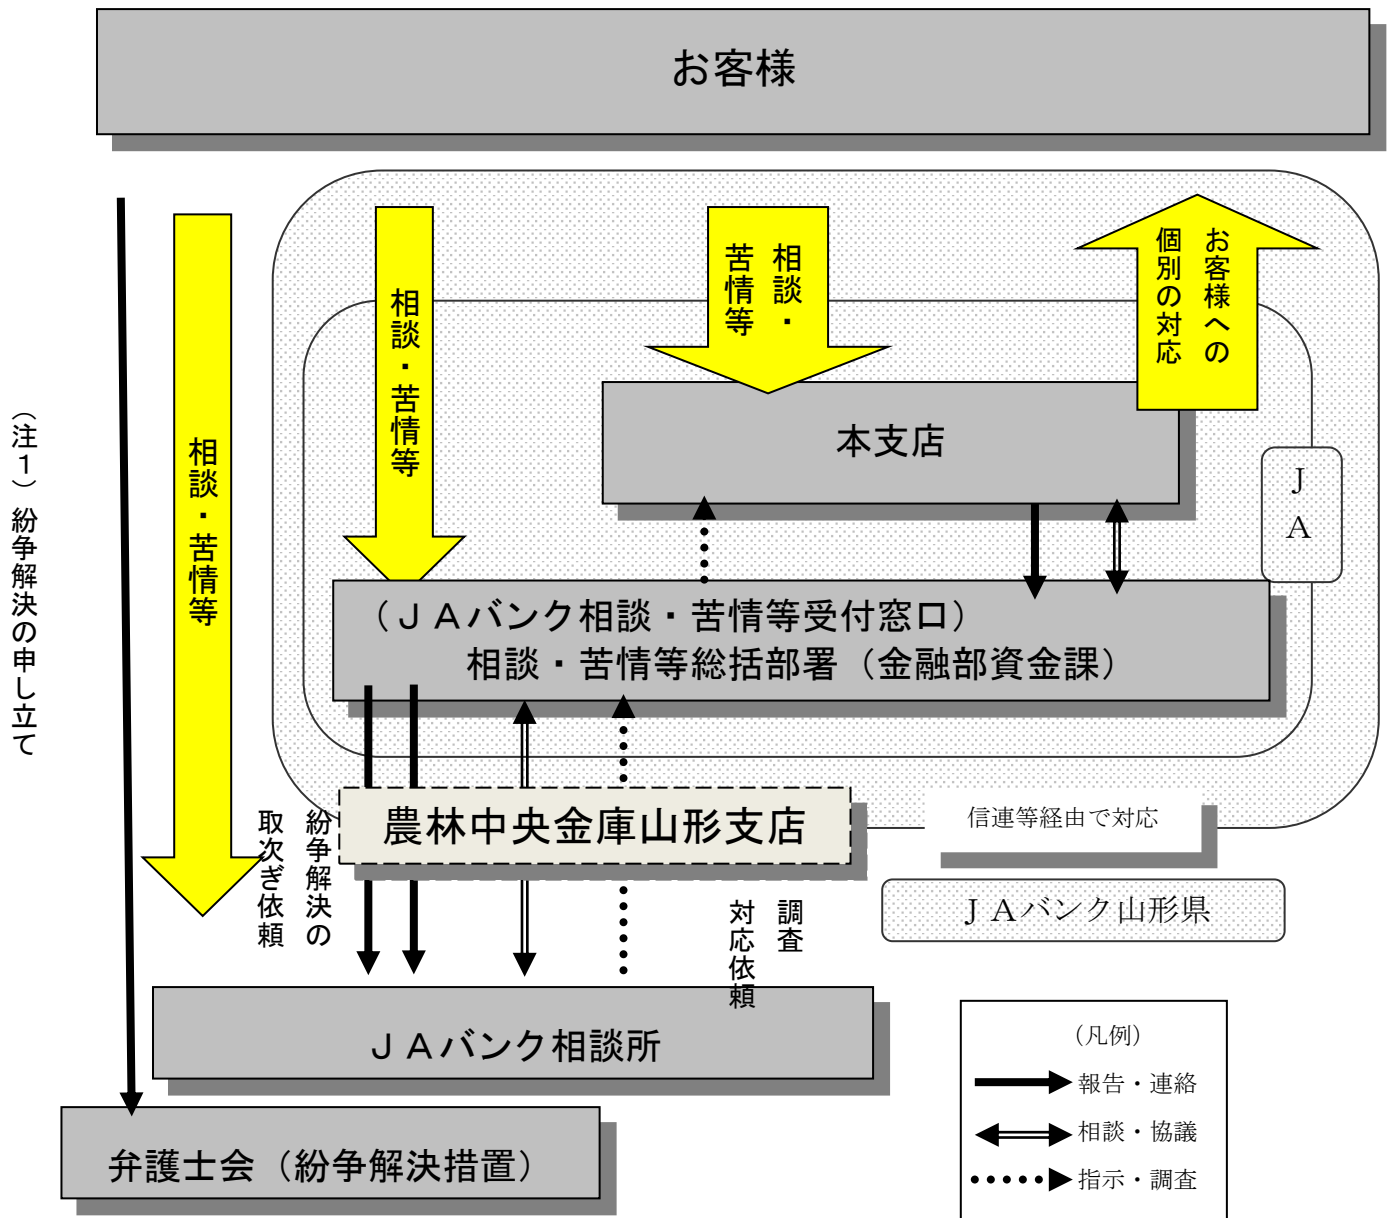 お客様
（注１）紛争解決の申し立て
相談・苦情等
相談・苦情等
相談・
苦情等
お客様への
個別の対応
本支店
ＪＡ
（ＪＡバンク相談・苦情等受付窓口）
相談・苦情等総括部署（金融部資金課）
農林中央金庫山形支店
信連等経由で対応
ＪＡバンク山形県
紛争解決の
取次ぎ依頼
調査
対応依頼
ＪＡバンク相談所
弁護士会（紛争解決措置）
（凡例）
報告・連絡
相談・協議
指示・調査